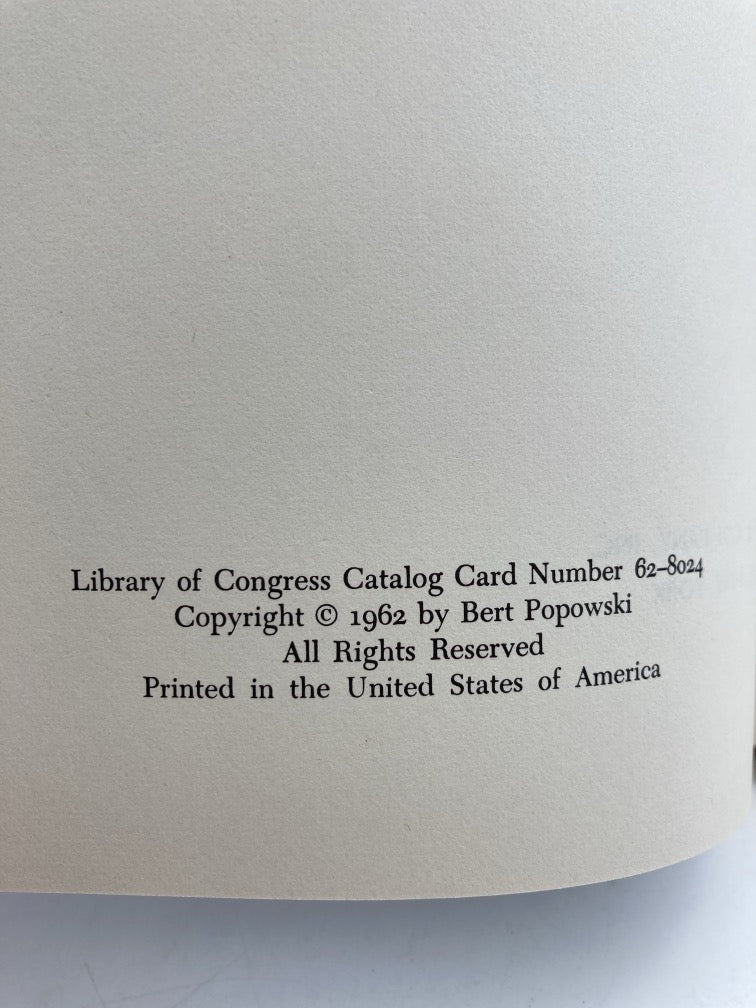 Library of Congress Catalog Card Number 62–8024
Copyright © 1962 by Bert Popowski
All Rights Reserved
Printed in the United States of America